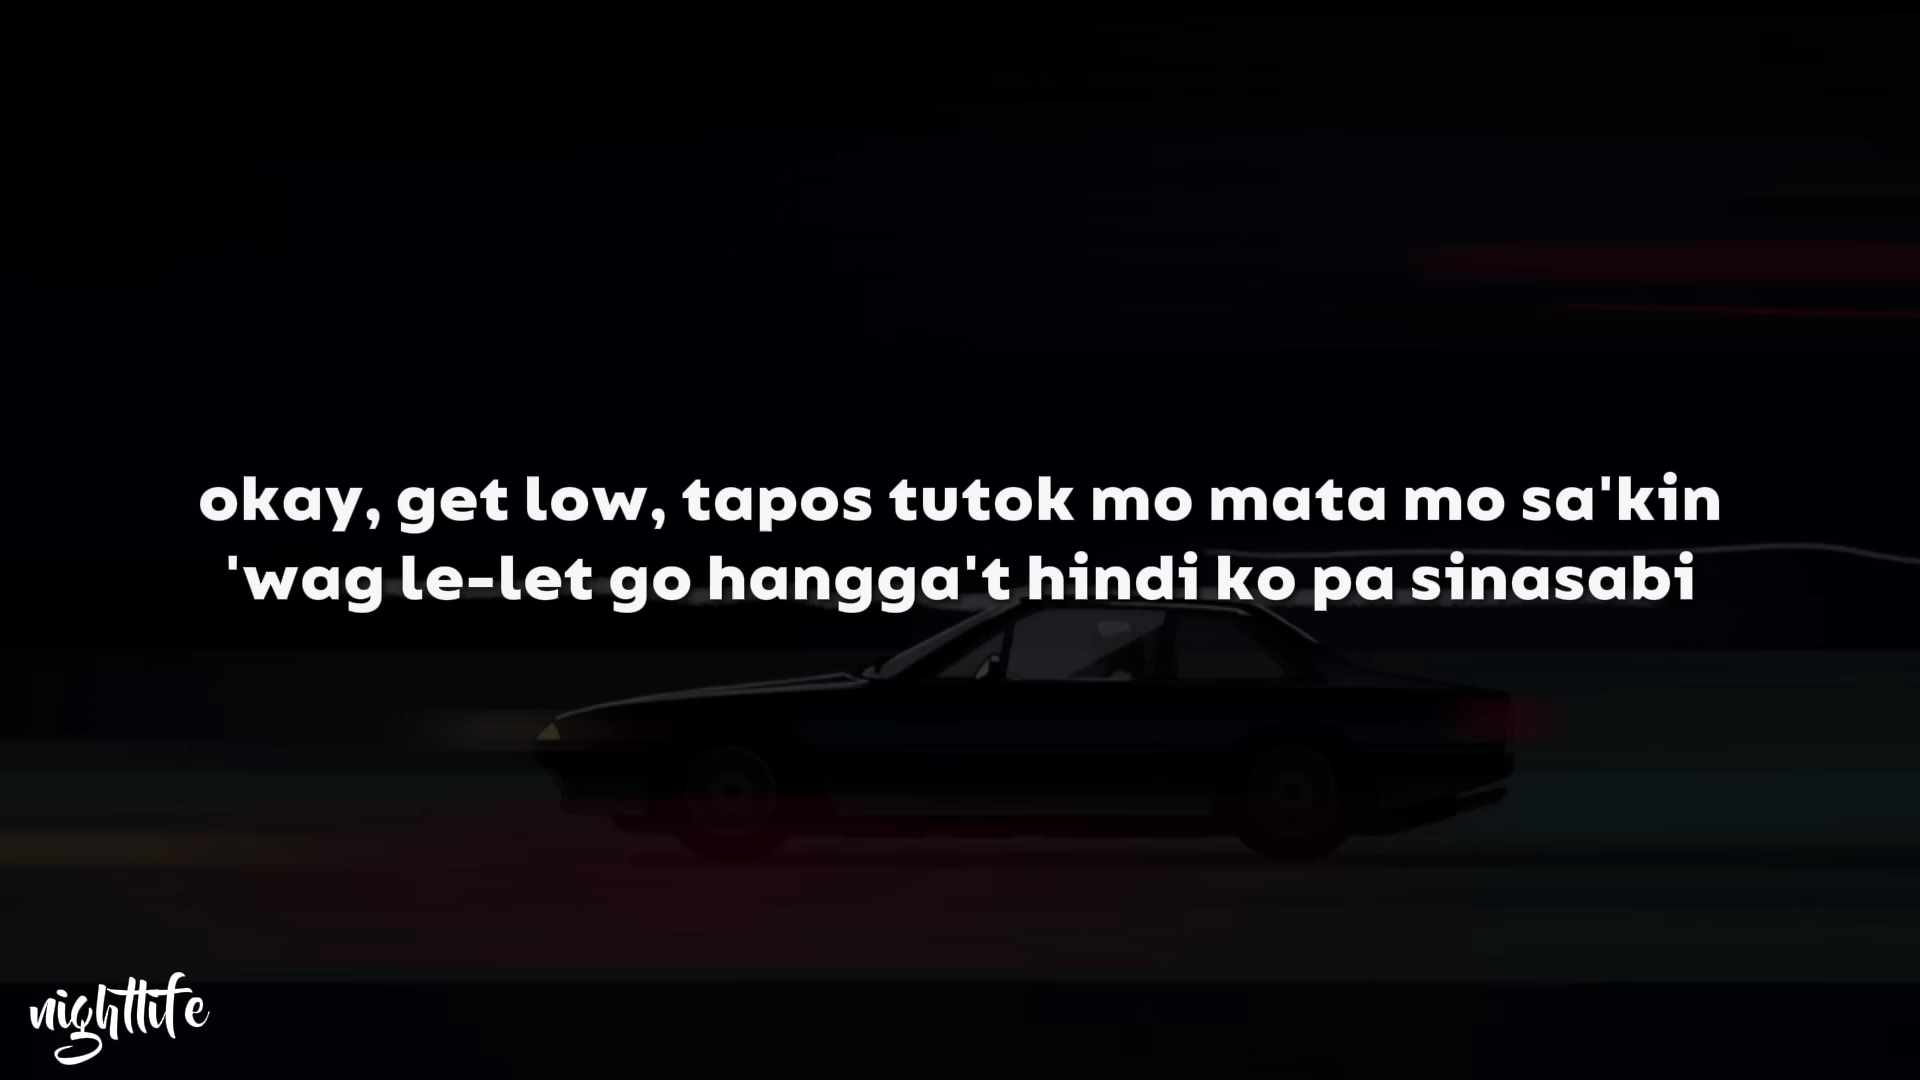 okay, get low, tapos tutok mo mata mo sa'kin
'wag le-let go hangga't hindi ko pa sinasabi
nightlife